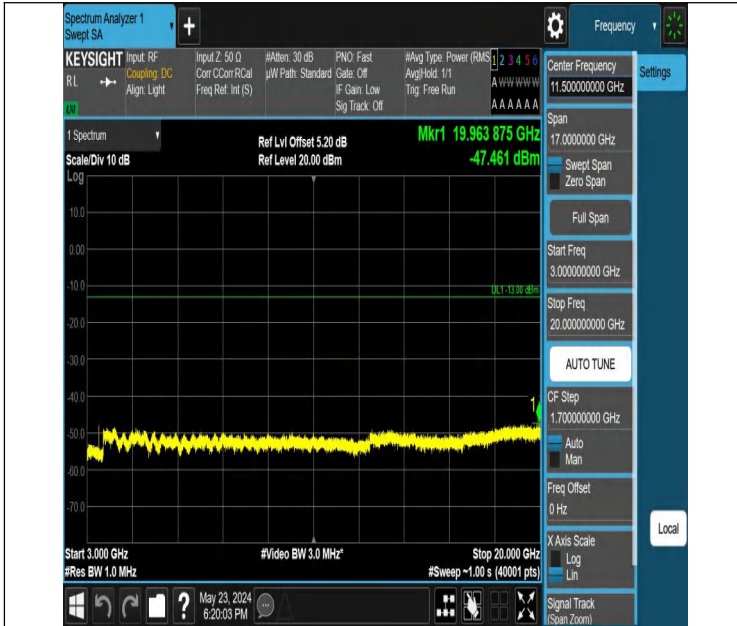 Spectrum Analyzer 1
Swept SA
+
Frequency
KEYSIGHT
RL
Input: RF
Coupling: DC
Align: Light
Input Z: 50 Ω
Corr CCorr RCal
Freq Ref: Int (S)
#Atten: 30 dB
µW Path: Standard
PNO: Fast
Gate: Off
IF Gain: Low
Sig Track: Off
#Avg Type: Power (RMS
Avg|Hold: 1/1
Trig: Free Run
1 2 3 4 5 6
A W W W W W
A A A A A A
1 Spectrum
Scale/Div 10 dB
Ref Lvl Offset 5.20 dB
Ref Level 20.00 dBm
Mkr1 19.963 875 GHz
-47.461 dBm
Log
10.0
0.00
-10.0
DL1 -13.00 dBm
-20.0
-30.0
-40.0
1
-50.0
-60.0
-70.0
Start 3.000 GHz
#Video BW 3.0 MHz*
Stop 20.000 GHz
#Res BW 1.0 MHz
#Sweep ~1.00 s (40001 pts)
?
May 23, 2024
6:20:03 PM
Center Frequency
11.500000000 GHz
Settings
Span
17.0000000 GHz
Swept Span
Zero Span
Full Span
Start Freq
3.000000000 GHz
Stop Freq
20.000000000 GHz
AUTO TUNE
CF Step
1.700000000 GHz
Auto
Man
Freq Offset
0 Hz
X Axis Scale
Log
Lin
Local
Signal Track
(Span Zoom)